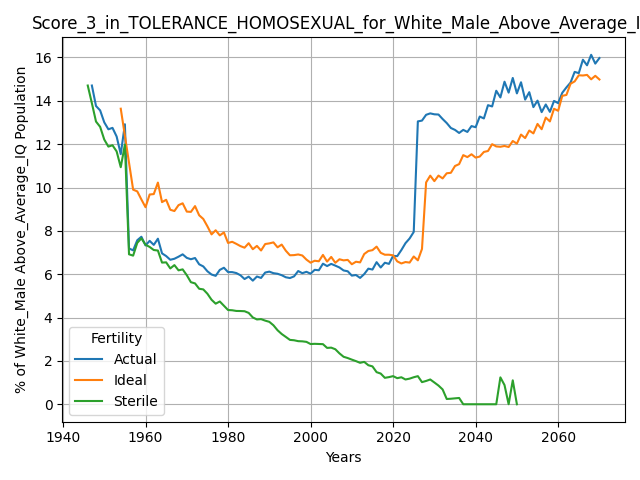 Score_3_in_TOLERANCE_HOMOSEXUAL_for_White_Male_Above_Average_I
% of White_Male Above_Average_IQ Population
16
14
12
10
8
6
4
2
0
Fertility
Actual
Ideal
Sterile
1940 1960 1980 2000 2020 2040 2060
Years